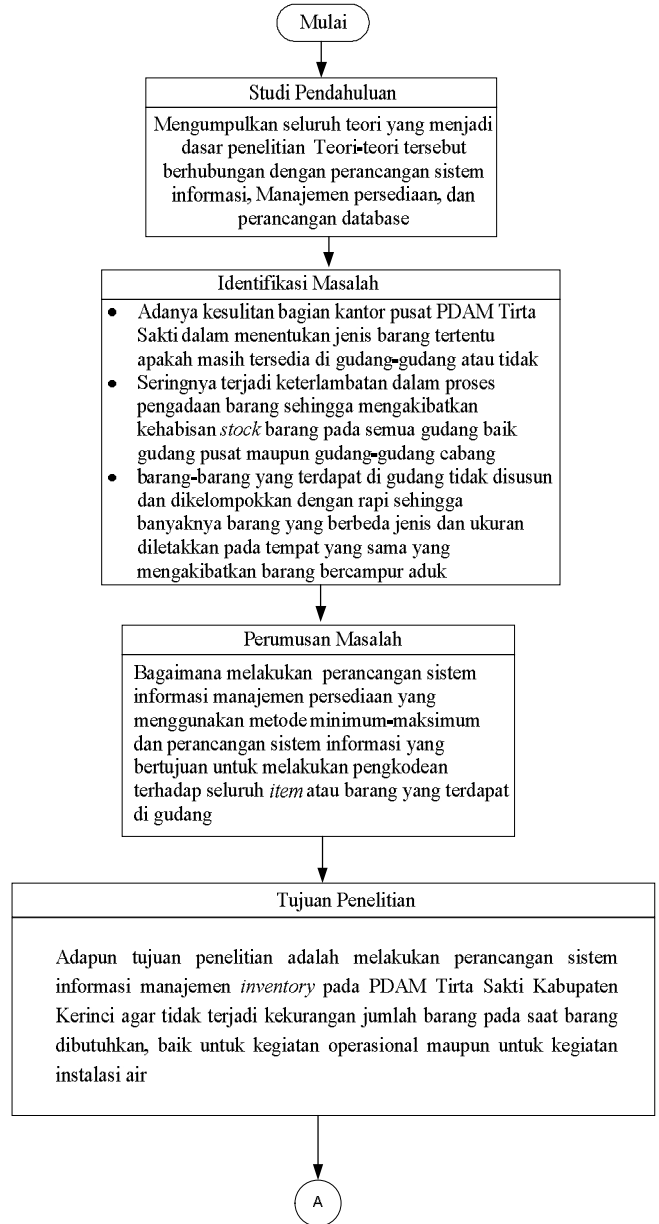 Mulai
Studi Pendahuluan
Mengumpulkan seluruh teori yang menjadi
dasar penelitian Teori-teori tersebut
berhubungan dengan perancangan sistem
informasi, Manajemen persediaan, dan
perancangan database
Identifikasi Masalah
• Adanya kesulitan bagian kantor pusat PDAM Tirta
Sakti dalam menentukan jenis barang tertentu
apakah masih tersedia di gudang-gudang atau tidak
• Seringnya terjadi keterlambatan dalam proses
pengadaan barang sehingga mengakibatkan
kehabisan stock barang pada semua gudang baik
gudang pusat maupun gudang-gudang cabang
• barang-barang yang terdapat di gudang tidak disusun
dan dikelompokkan dengan rapi sehingga
banyaknya barang yang berbeda jenis dan ukuran
diletakkan pada tempat yang sama yang
mengakibatkan barang bercampur aduk
Perumusan Masalah
Bagaimana melakukan perancangan sistem
informasi manajemen persediaan yang
menggunakan metode minimum-maksimum
dan perancangan sistem informasi yang
bertujuan untuk melakukan pengkodean
terhadap seluruh item atau barang yang terdapat
di gudang
Tujuan Penelitian
Adapun tujuan penelitian adalah melakukan perancangan sistem
informasi manajemen inventory pada PDAM Tirta Sakti Kabupaten
Kerinci agar tidak terjadi kekurangan jumlah barang pada saat barang
dibutuhkan, baik untuk kegiatan operasional maupun untuk kegiatan
instalasi air
A